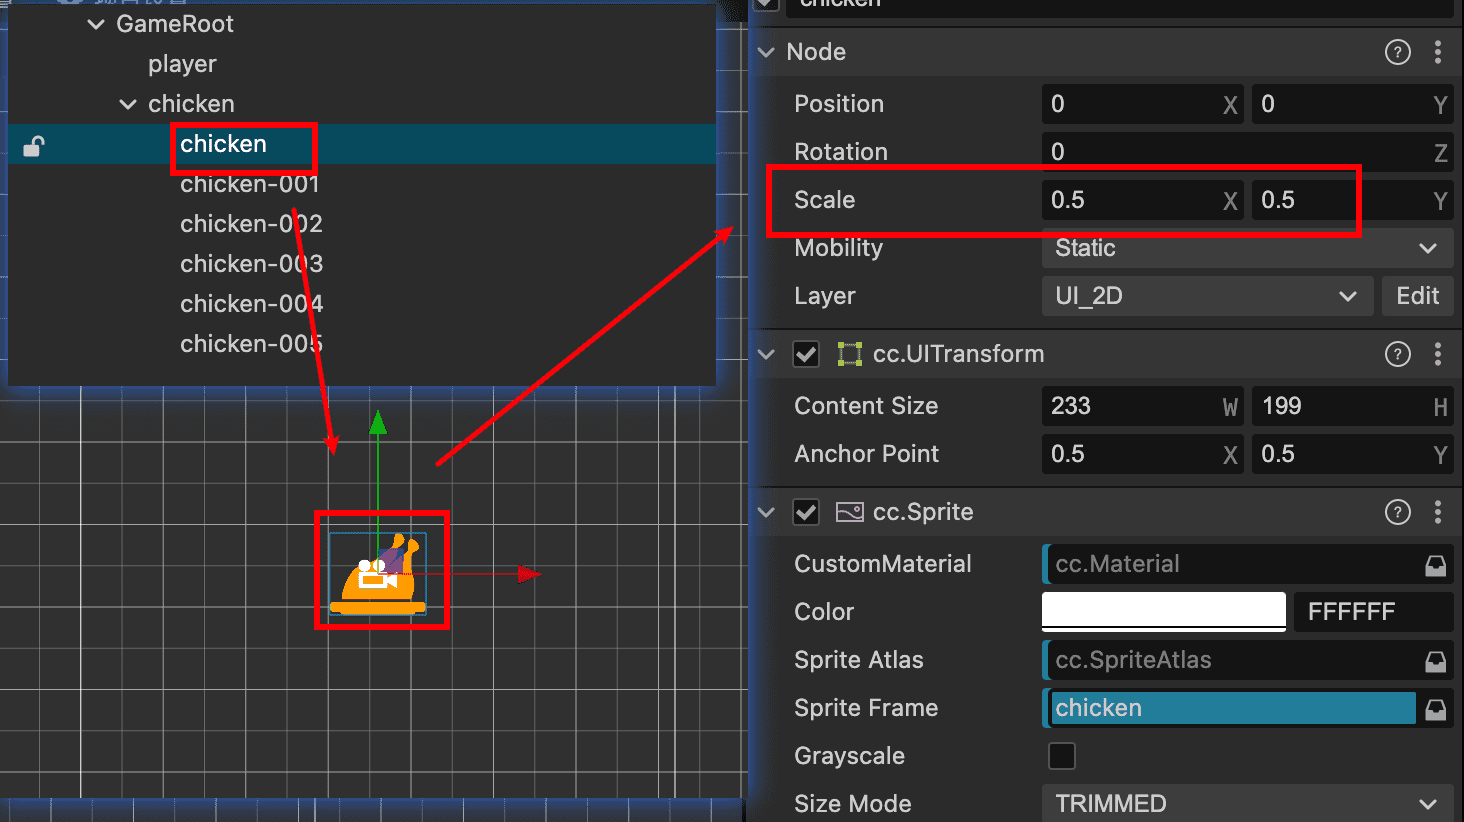 GameRoot
player
chicken
chicken
chicken-001
chicken-002
chicken-003
chicken-004
chicken-005
chicken
Node
Position 0 X 0 Y
Rotation 0 Z
Scale 0.5 X 0.5 Y
Mobility Static
Layer UI_2D Edit
cc.UITransform
Content Size 233 W 199 H
Anchor Point 0.5 X 0.5 Y
cc.Sprite
CustomMaterial cc.Material
Color FFFFFF
Sprite Atlas cc.SpriteAtlas
Sprite Frame chicken
Grayscale
Size Mode TRIMMED